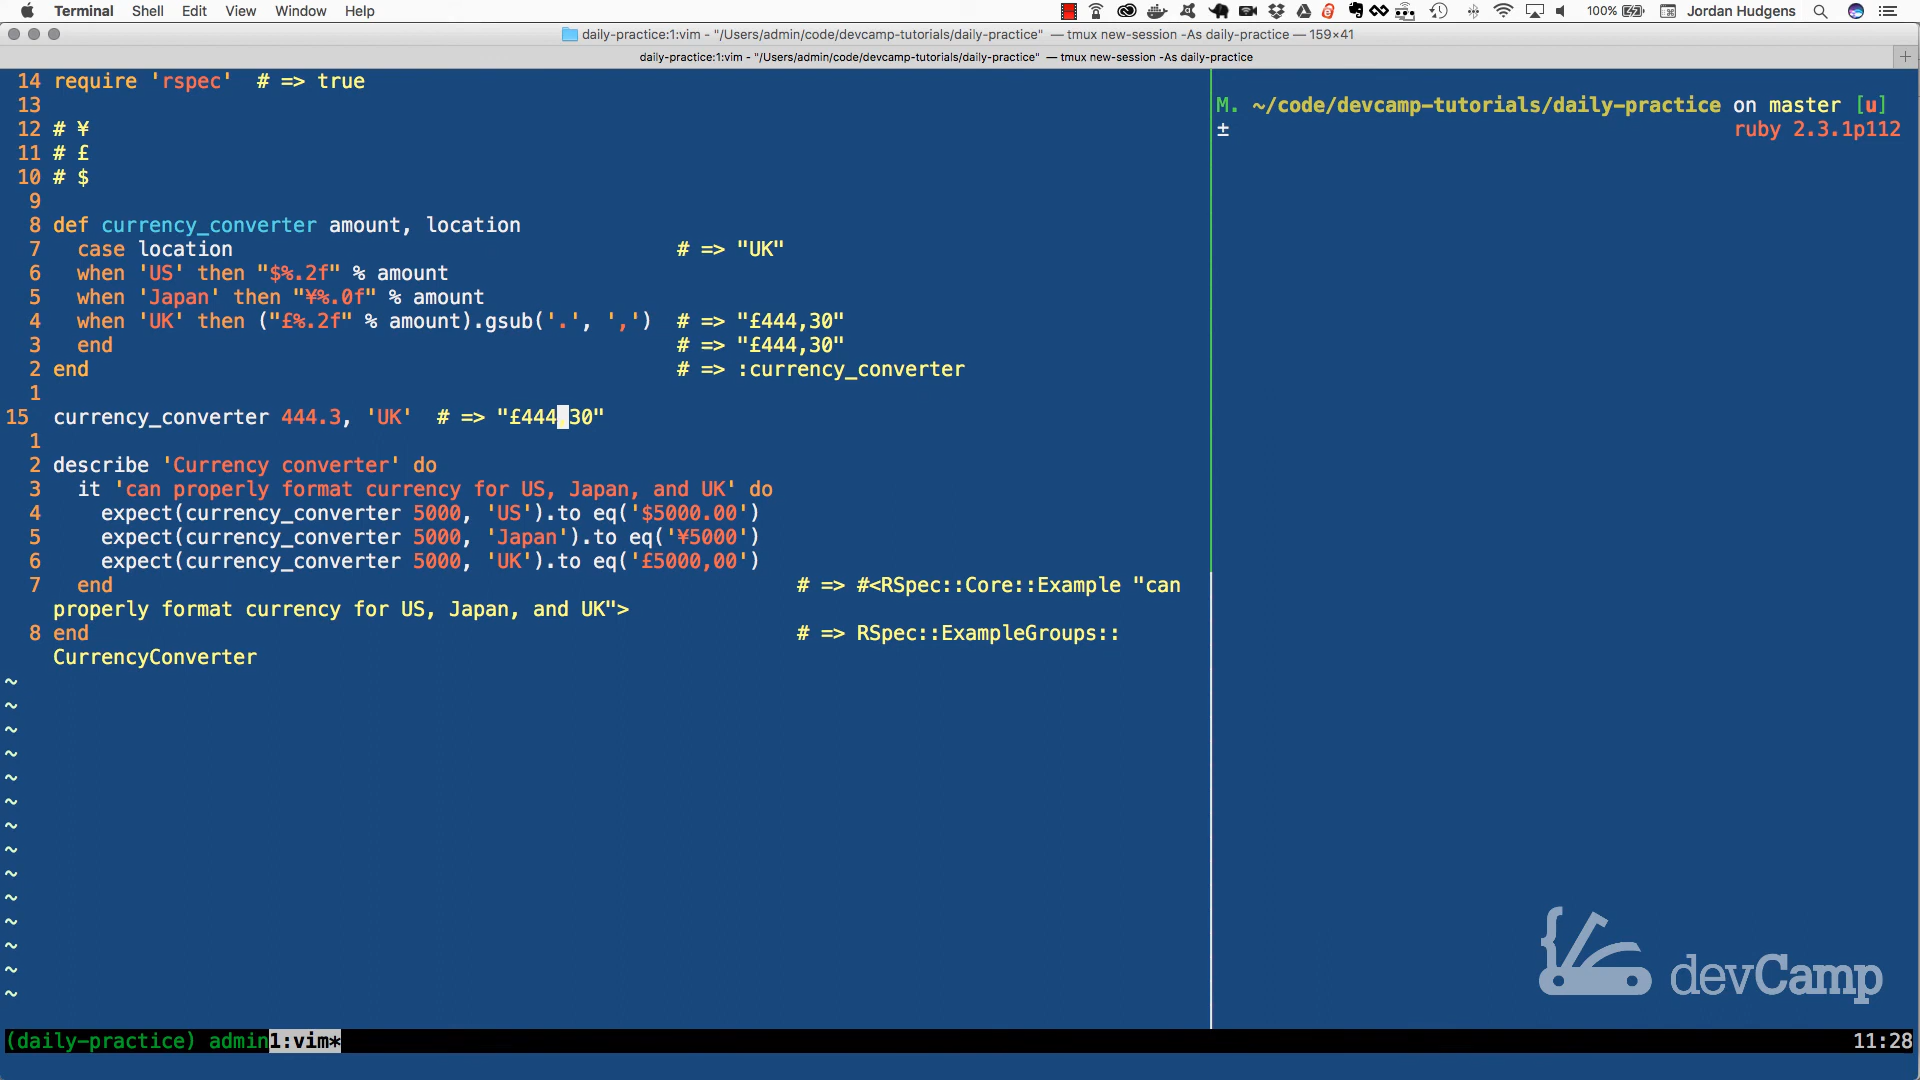 Terminal Shell Edit View Window Help 100% Jordan Hudgens
daily-practice:1:vim - "/Users/admin/code/devcamp-tutorials/daily-practice" — tmux new-session -As daily-practice — 159×41
daily-practice:1:vim - "/Users/admin/code/devcamp-tutorials/daily-practice" — tmux new-session -As daily-practice
14 require 'rspec'  # => true
13
12 # ¥
11 # £
10 # $
9
8 def currency_converter amount, location
7   case location                                     # => "UK"
6   when 'US' then "$%.2f" % amount
5   when 'Japan' then "¥%.0f" % amount
4   when 'UK' then ("£%.2f" % amount).gsub('.', ',')  # => "£444,30"
3   end                                               # => "£444,30"
2 end                                                 # => :currency_converter
1
15 currency_converter 444.3, 'UK'  # => "£444 30"
1
2 describe 'Currency converter' do
3   it 'can properly format currency for US, Japan, and UK' do
4     expect(currency_converter 5000, 'US').to eq('$5000.00')
5     expect(currency_converter 5000, 'Japan').to eq('¥5000')
6     expect(currency_converter 5000, 'UK').to eq('£5000,00')
7   end                                                         # => #<RSpec::Core::Example "can
properly format currency for US, Japan, and UK">
8 end                                                           # => RSpec::ExampleGroups::
CurrencyConverter
~
~
~
~
~
~
~
~
~
~
~
~
~
~
M. ~/code/devcamp-tutorials/daily-practice on master [u]
± ruby 2.3.1p112
devCamp
(daily-practice) admin1:vim* 11:28